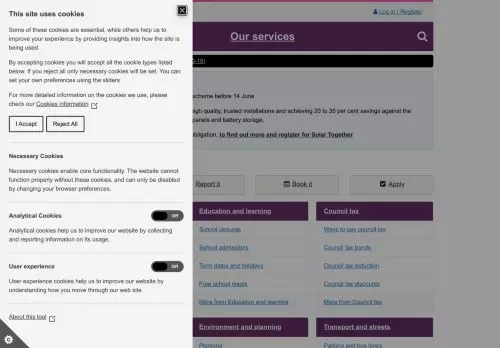 This site uses cookies
Some of these cookies are essential, while others help us to
improve your experience by providing insights into how the site is
being used.
By accepting cookies you will accept all the cookie types listed
below. If you reject all only necessary cookies will be set. You can
set your own preferences using the sliders
For more detailed information on the cookies we use, please
check our Cookies information
I Accept
Reject All
Necessary Cookies
Necessary cookies enable core functionality. The website cannot
function properly without these cookies, and can only be disabled
by changing your browser preferences.
Analytical Cookies
Off
Analytical cookies help us to improve our website by collecting
and reporting information on its usage.
User experience
Off
User experience cookies help us to improve our website by
understanding how you move through our web site
About this tool
Log in / Register
Our services
-19)
scheme before 14 June
high quality, trusted installations and achieving 20 to 35 per cent savings against the
panels and battery storage.
obligation, to find out more and register for Solar Together
Report it
Book it
Apply
Education and learning
School closures
School admissions
Term dates and holidays
Free school meals
More from Education and learning
Council tax
Ways to pay council tax
Council tax bands
Council tax reduction
Council tax discounts
More from Council tax
Environment and planning
Planning
Transport and streets
Parking and bus lanes